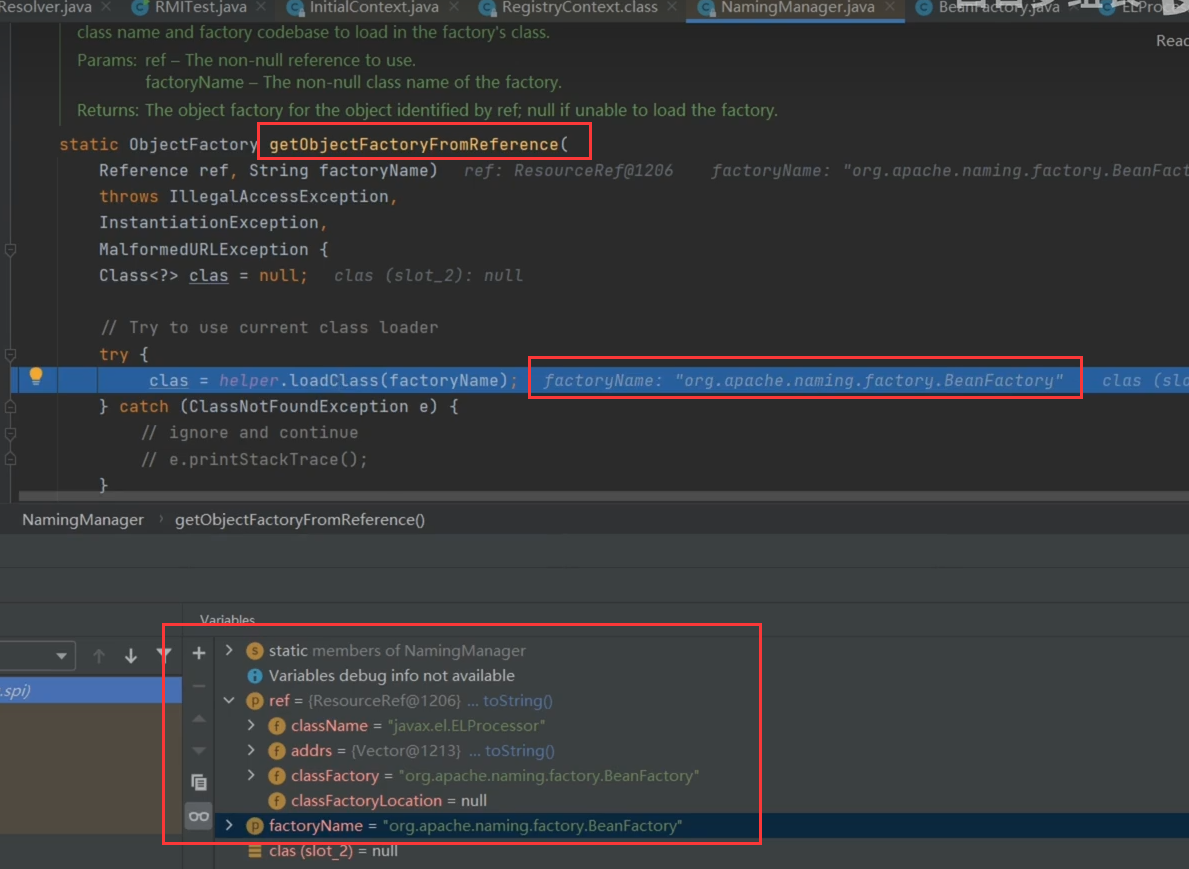 Resolver.java × RMITest.java × InitialContext.java × RegistryContext.class × NamingManager.java × BeanFactory.java
class name and factory codebase to load in the factory's class.
Params: ref – The non-null reference to use.
factoryName – The non-null class name of the factory.
Returns: The object factory for the object identified by ref; null if unable to load the factory.
static ObjectFactory getObjectFactoryFromReference(
Reference ref, String factoryName) ref: ResourceRef@1206 factoryName: "org.apache.naming.factory.BeanFact
throws IllegalAccessException,
InstantiationException,
MalformedURLException {
Class<?> clas = null; clas (slot_2): null
// Try to use current class loader
try {
clas = helper.loadClass(factoryName); factoryName: "org.apache.naming.factory.BeanFactory" clas (slo
} catch (ClassNotFoundException e) {
// ignore and continue
// e.printStackTrace();
}
NamingManager › getObjectFactoryFromReference()
Variables
static members of NamingManager
Variables debug info not available
.spi)
ref = {ResourceRef@1206} ... toString()
className = "javax.el.ELProcessor"
addrs = {Vector@1213} ... toString()
classFactory = "org.apache.naming.factory.BeanFactory"
classFactoryLocation = null
factoryName = "org.apache.naming.factory.BeanFactory"
clas (slot_2) = null